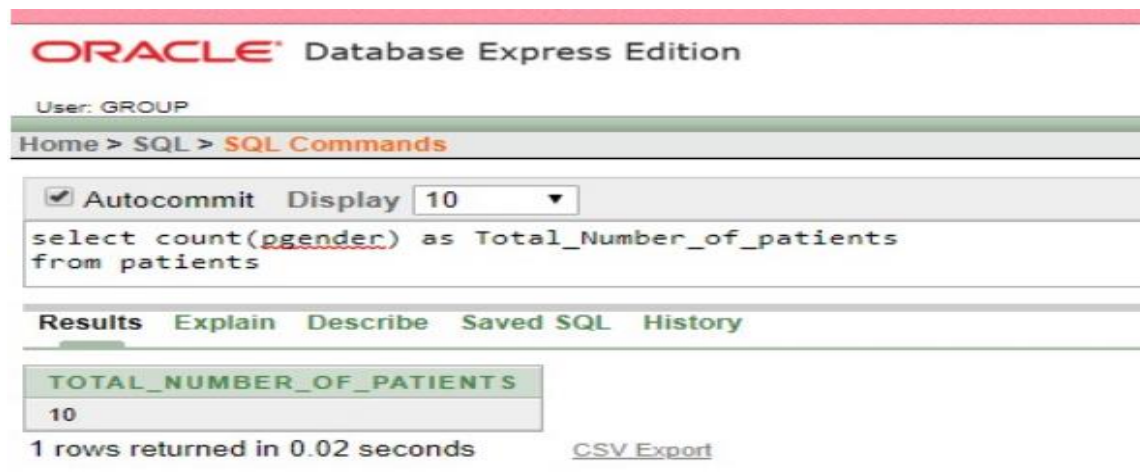 ORACLE Database Express Edition
User: GROUP
Home > SQL > SQL Commands
Autocommit Display 10
select count(pgender) as Total_Number_of_patients
from patients
Results Explain Describe Saved SQL History
TOTAL_NUMBER_OF_PATIENTS
10
1 rows returned in 0.02 seconds CSV Export